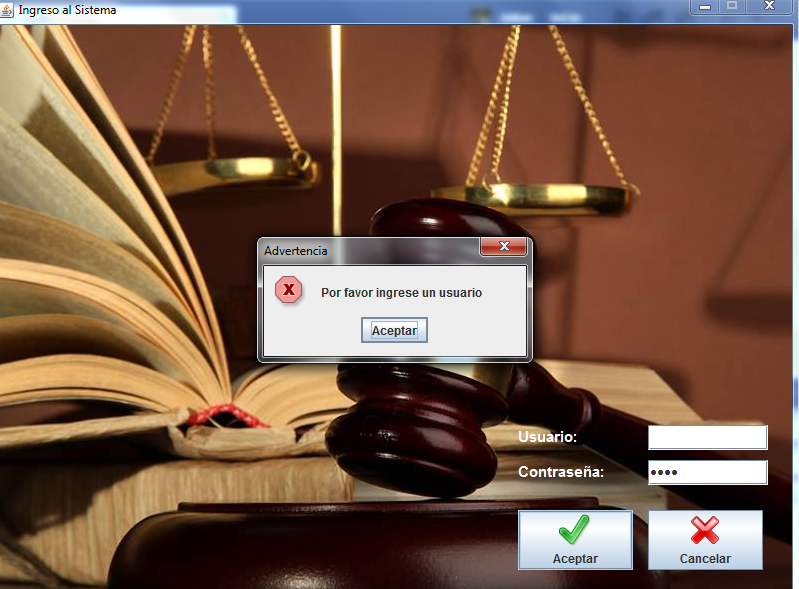 Ingreso al Sistema
Advertencia
Por favor ingrese un usuario
Aceptar
Usuario:
Contraseña:
Aceptar
Cancelar